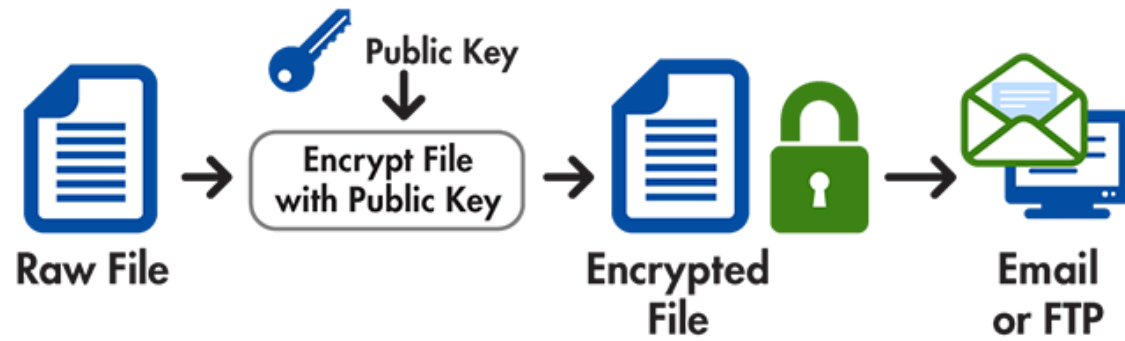 Public Key
Encrypt File
with Public Key
Raw File
Encrypted
File
Email
or FTP